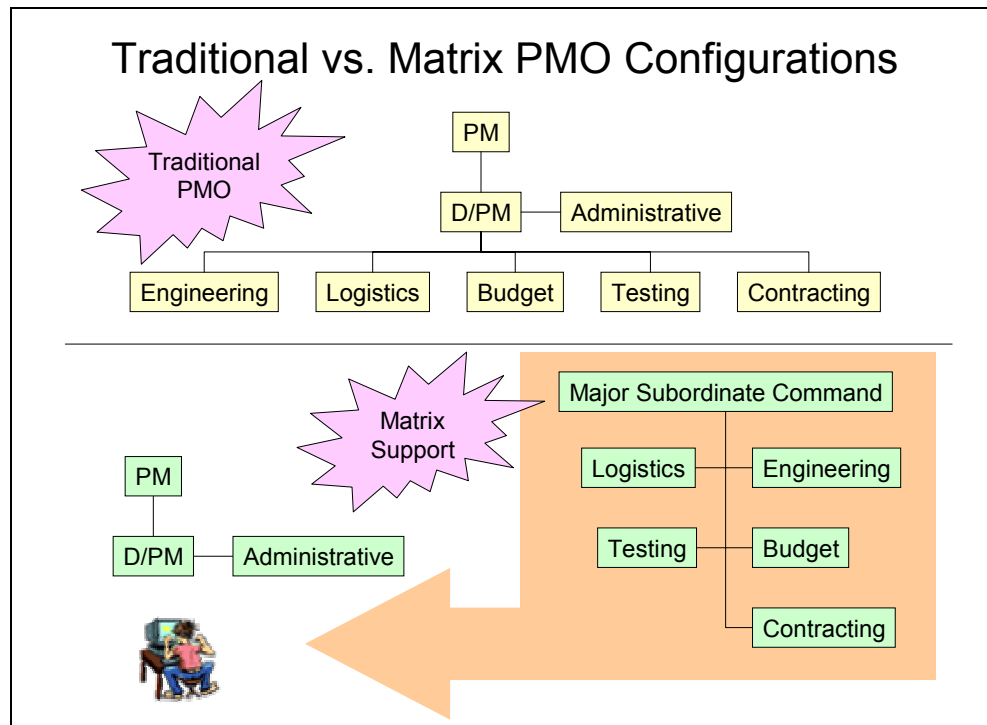 Traditional vs. Matrix PMO Configurations
Traditional
PMO
PM
D/PM
Administrative
Engineering
Logistics
Budget
Testing
Contracting
Matrix
Support
Major Subordinate Command
Logistics
Engineering
PM
D/PM
Administrative
Testing
Budget
Contracting